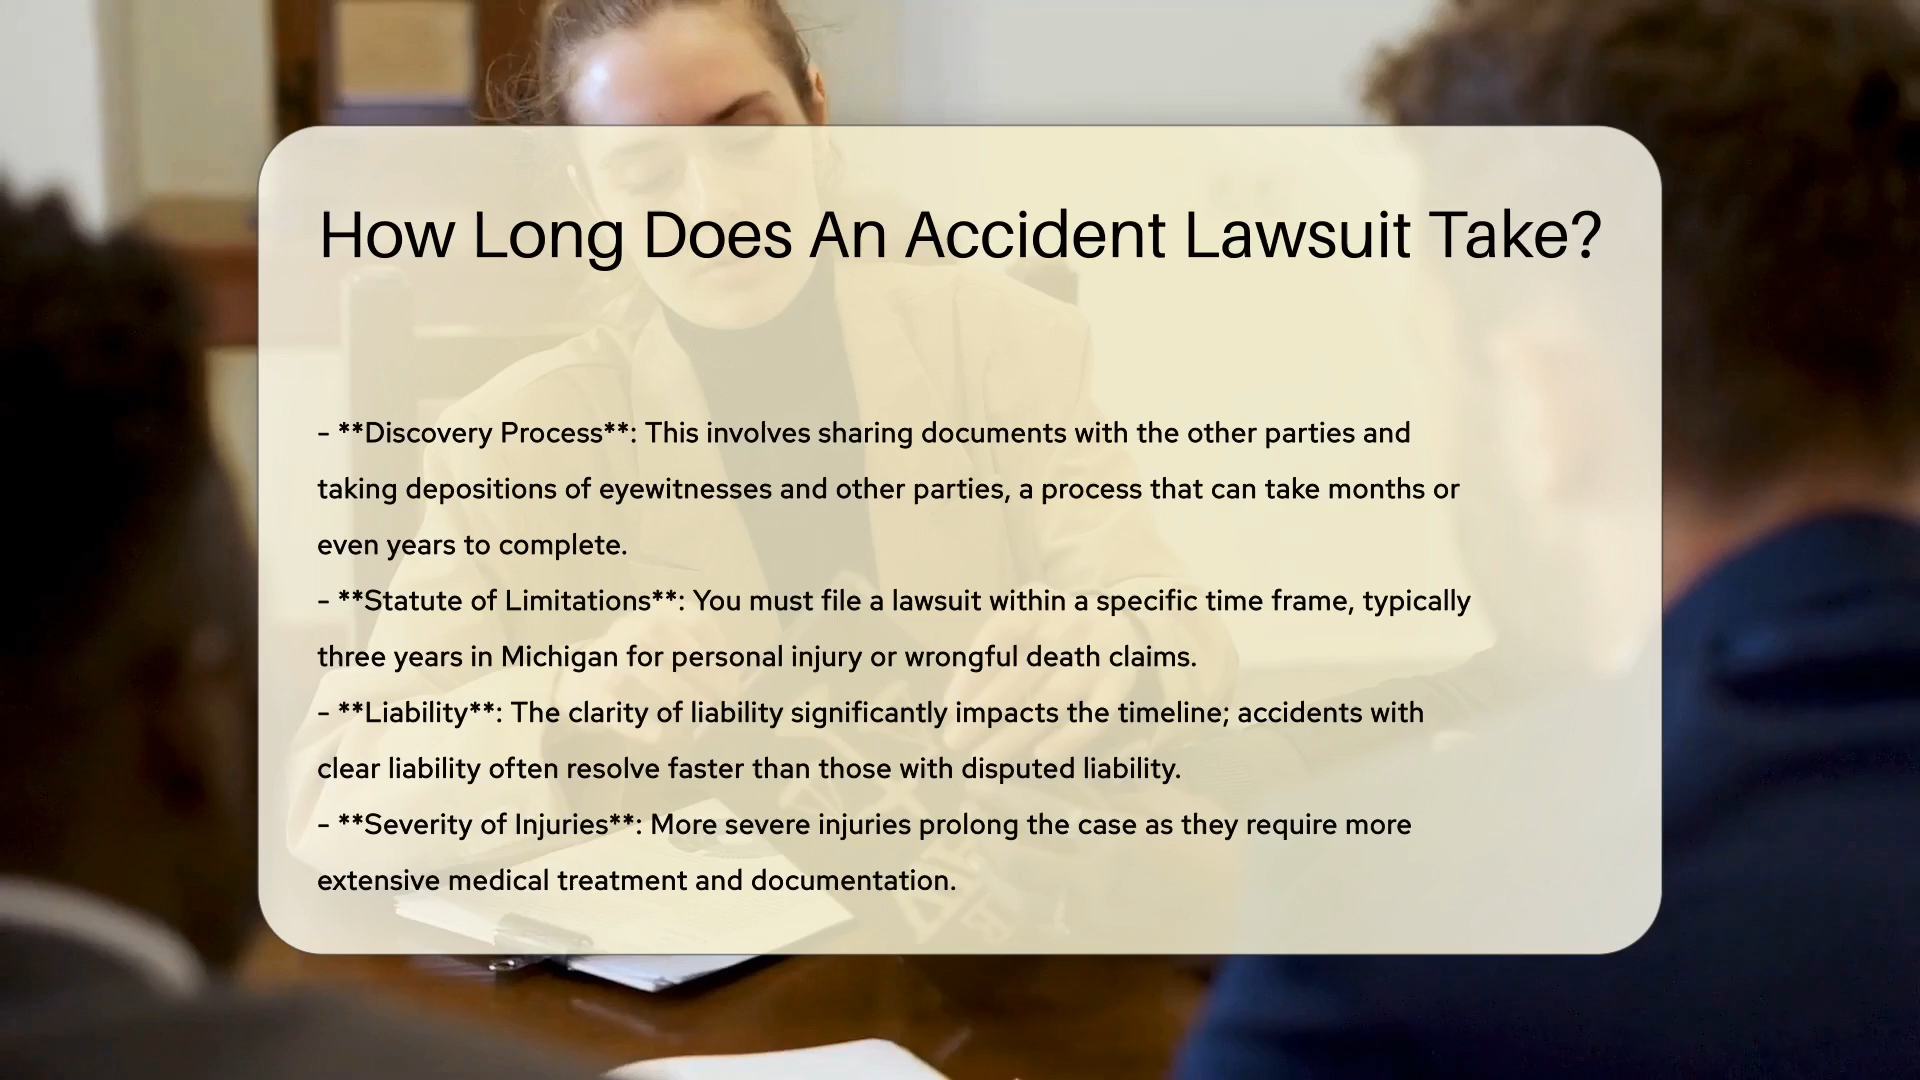 How Long Does An Accident Lawsuit Take?
- **Discovery Process**: This involves sharing documents with the other parties and
taking depositions of eyewitnesses and other parties, a process that can take months or
even years to complete.
- **Statute of Limitations**: You must file a lawsuit within a specific time frame, typically
three years in Michigan for personal injury or wrongful death claims.
- **Liability**: The clarity of liability significantly impacts the timeline; accidents with
clear liability often resolve faster than those with disputed liability.
- **Severity of Injuries**: More severe injuries prolong the case as they require more
extensive medical treatment and documentation.